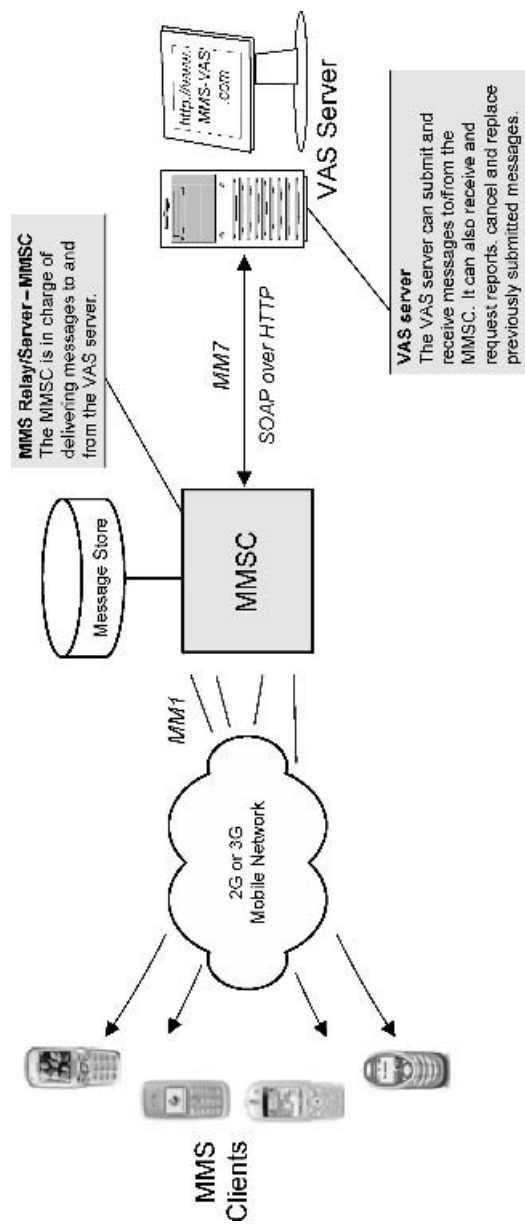 MMS
Clients
2G or 3G
Mobile Network
MM1
Message Store
MMSC
MMS Relay/Server – MMSC
The MMSC is in charge of
delivering messages to and
from the VAS server.
MM7
SOAP over HTTP
http://www.
MMS-VAS
.com
VAS Server
VAS server
The VAS server can submit and
receive messages to/from the
MMSC. It can also receive and
request reports, cancel and replace
previously submitted messages.